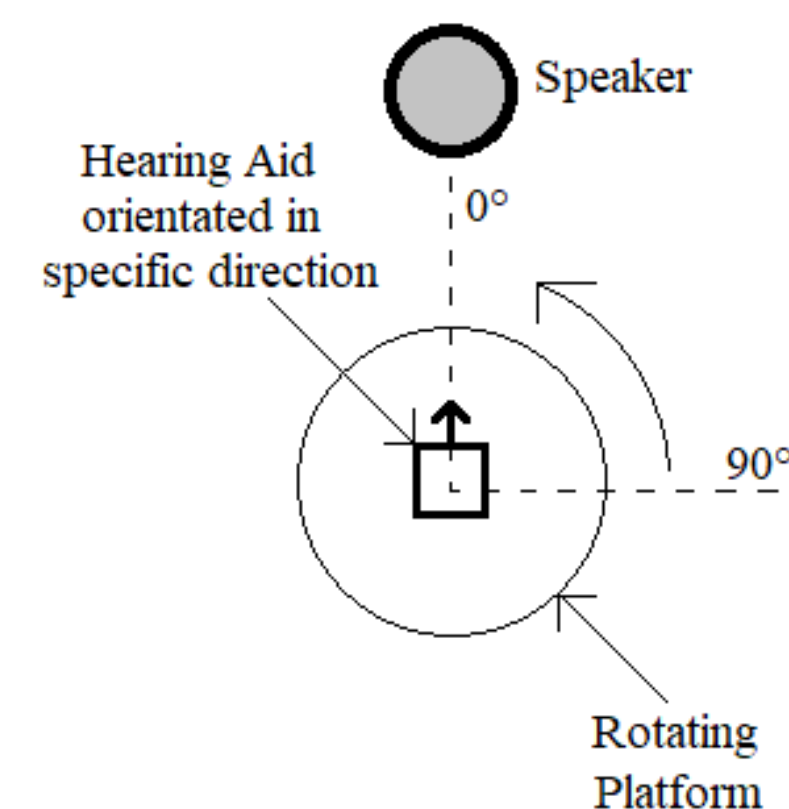 Speaker
Hearing Aid
orientated in
specific direction
0°
90°
Rotating
Platform